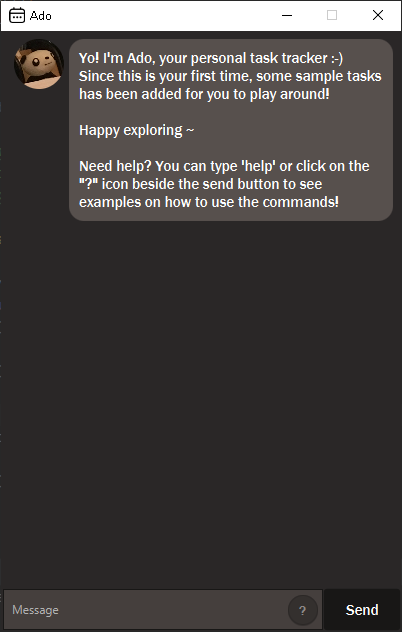 Ado
Yo! I'm Ado, your personal task tracker :-)
Since this is your first time, some sample tasks
has been added for you to play around!
Happy exploring ~
Need help? You can type 'help' or click on the
"?" icon beside the send button to see
examples on how to use the commands!
Message
?
Send